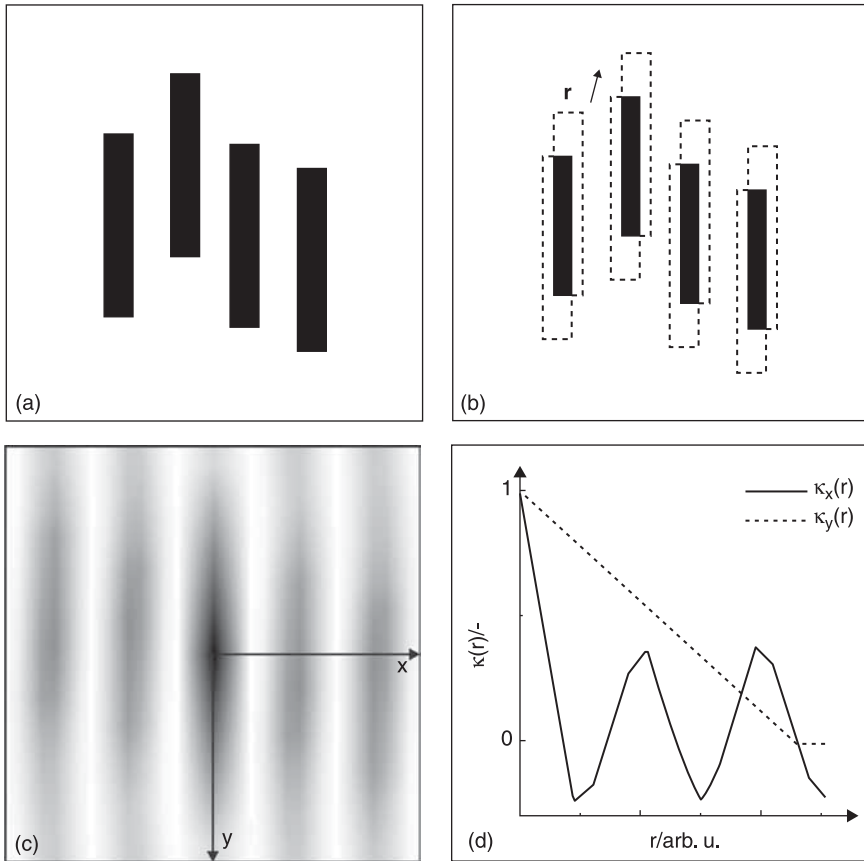 (a)
r
(b)
x
y
(c)
1
κx(r)
κy(r)
κ(r)/-
0
r/arb. u.
(d)